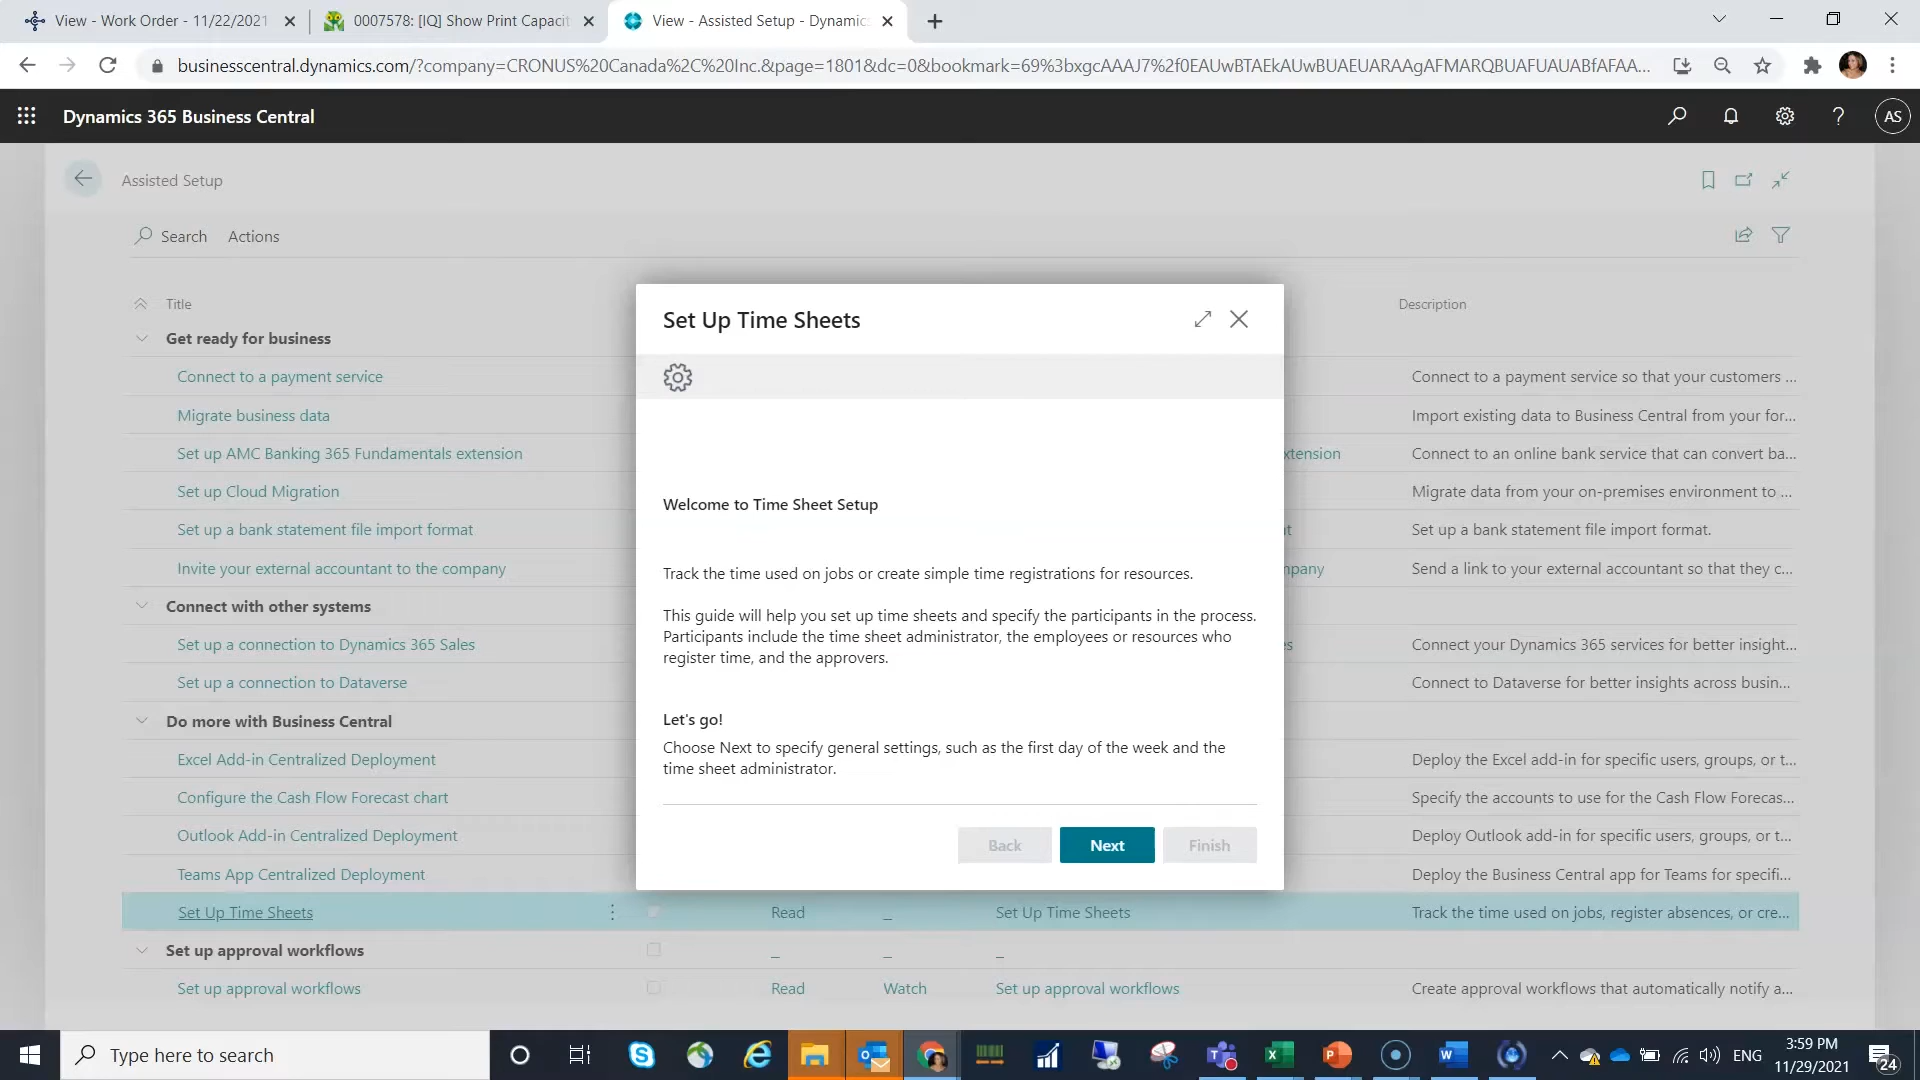 View - Work Order - 11/22/2021
0007578: [IQ] Show Print Capacit
View - Assisted Setup - Dynamic
businesscentral.dynamics.com/?company=CRONUS%20Canada%2C%20Inc.&page=1801&dc=0&bookmark=69%3bxgcAAAJ7%2f0EAUwBTAEkAUwBUAEUARAAgAFMARQBUAFUAUABfAFAA...
Dynamics 365 Business Central
? AS
Assisted Setup
Search Actions
Title Description
Get ready for business
Connect to a payment service Connect to a payment service so that your customers ...
Migrate business data Import existing data to Business Central from your for...
Set up AMC Banking 365 Fundamentals extension xtension Connect to an online bank service that can convert ba...
Set up Cloud Migration Migrate data from your on-premises environment to ...
Set up a bank statement file import format t Set up a bank statement file import format.
Invite your external accountant to the company mpany Send a link to your external accountant so that they c...
Connect with other systems
Set up a connection to Dynamics 365 Sales s Connect your Dynamics 365 services for better insight...
Set up a connection to Dataverse Connect to Dataverse for better insights across busin...
Do more with Business Central
Excel Add-in Centralized Deployment Deploy the Excel add-in for specific users, groups, or t...
Configure the Cash Flow Forecast chart Specify the accounts to use for the Cash Flow Forecas...
Outlook Add-in Centralized Deployment Deploy Outlook add-in for specific users, groups, or t...
Teams App Centralized Deployment Deploy the Business Central app for Teams for specifi...
Set Up Time Sheets Read _ Set Up Time Sheets Track the time used on jobs, register absences, or cre...
Set up approval workflows _ _ _
Set up approval workflows Read Watch Set up approval workflows Create approval workflows that automatically notify a...
Set Up Time Sheets
Welcome to Time Sheet Setup
Track the time used on jobs or create simple time registrations for resources.
This guide will help you set up time sheets and specify the participants in the process.
Participants include the time sheet administrator, the employees or resources who
register time, and the approvers.
Let's go!
Choose Next to specify general settings, such as the first day of the week and the
time sheet administrator.
Back Next Finish
Type here to search
ENG
3:59 PM
11/29/2021
24